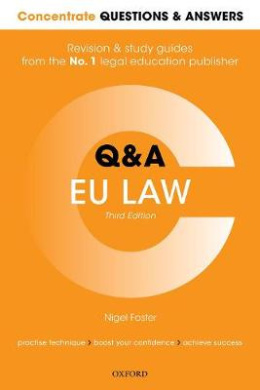 Concentrate QUESTIONS & ANSWERS
Revision & study guides
from the No. 1 legal education publisher
Q&A
EU LAW
Third Edition
Nigel Foster
practise technique > boost your confidence > achieve success
OXFORD